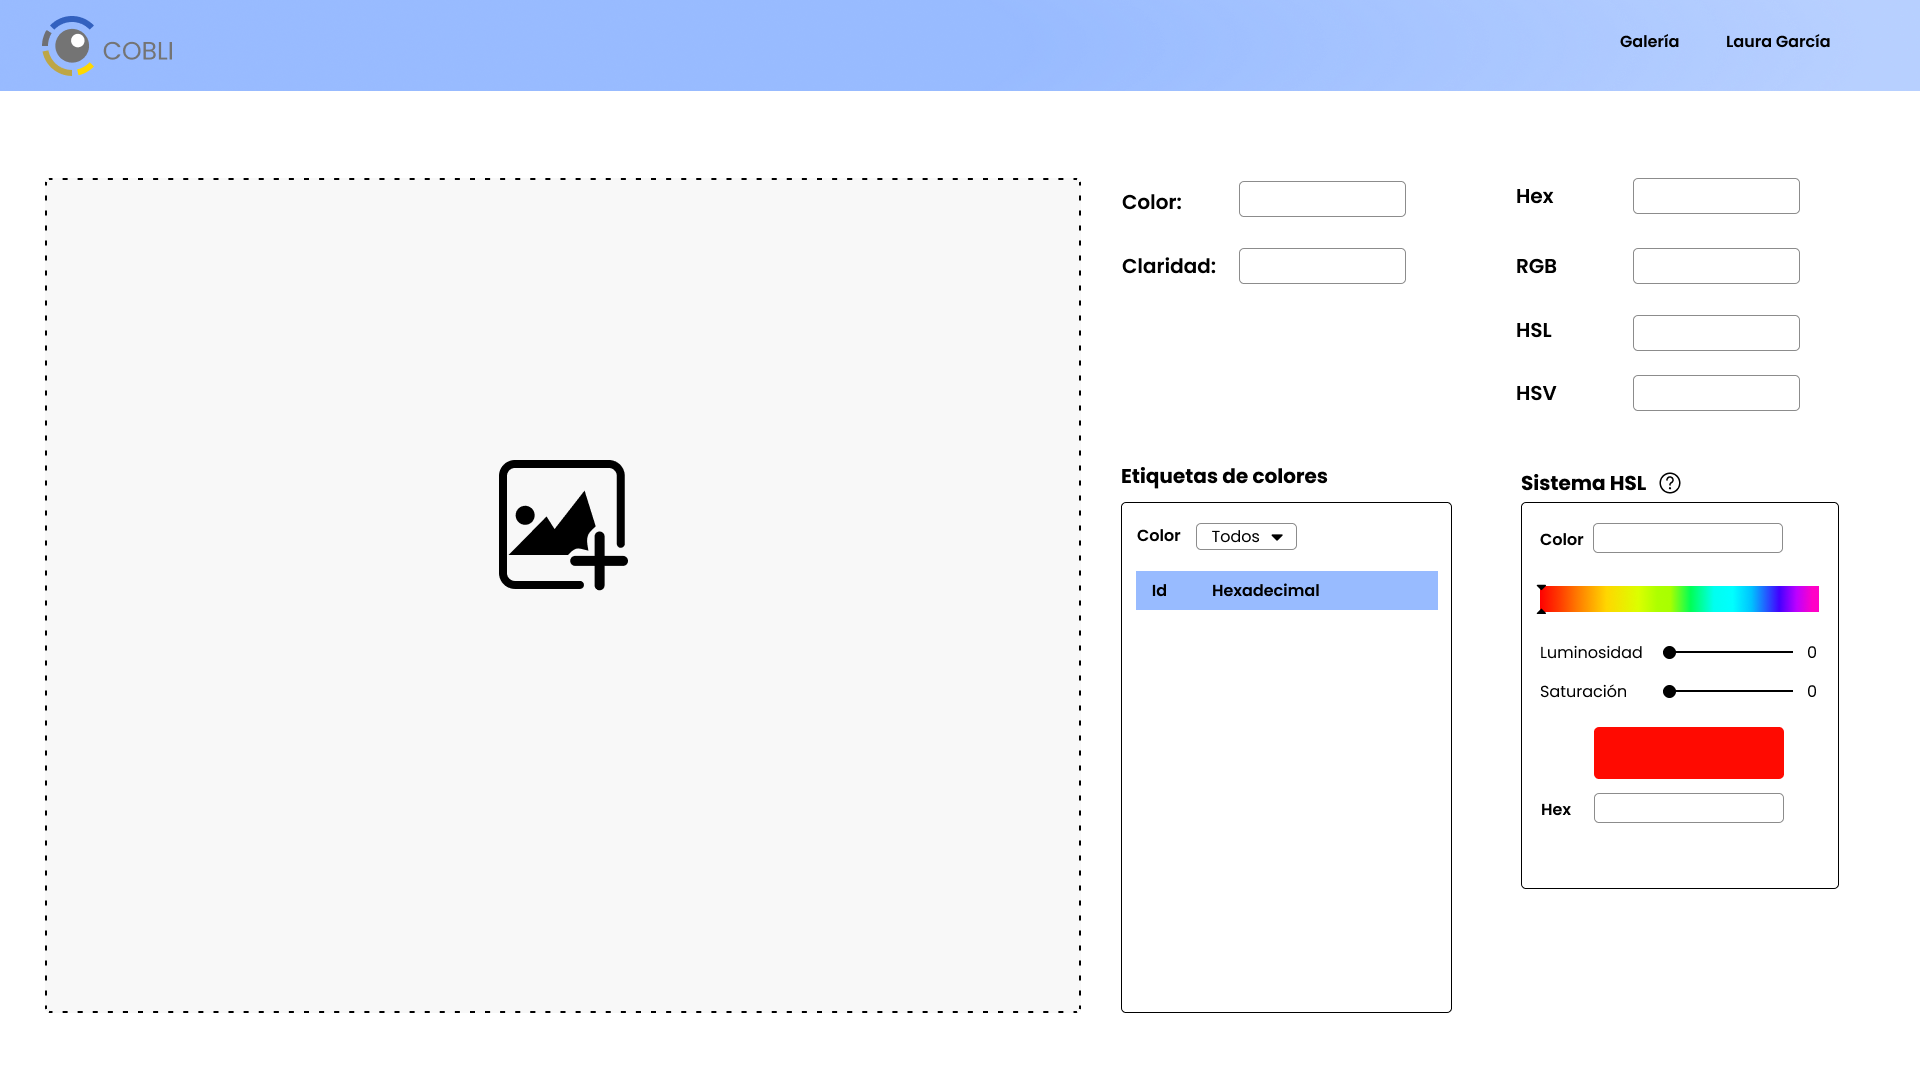 COBLI
Galería
Laura García
Color:
Claridad:
Hex
RGB
HSL
HSV
Etiquetas de colores
Color
Todos
Id
Hexadecimal
Sistema HSL ?
Color
Luminosidad
0
Saturación
0
Hex